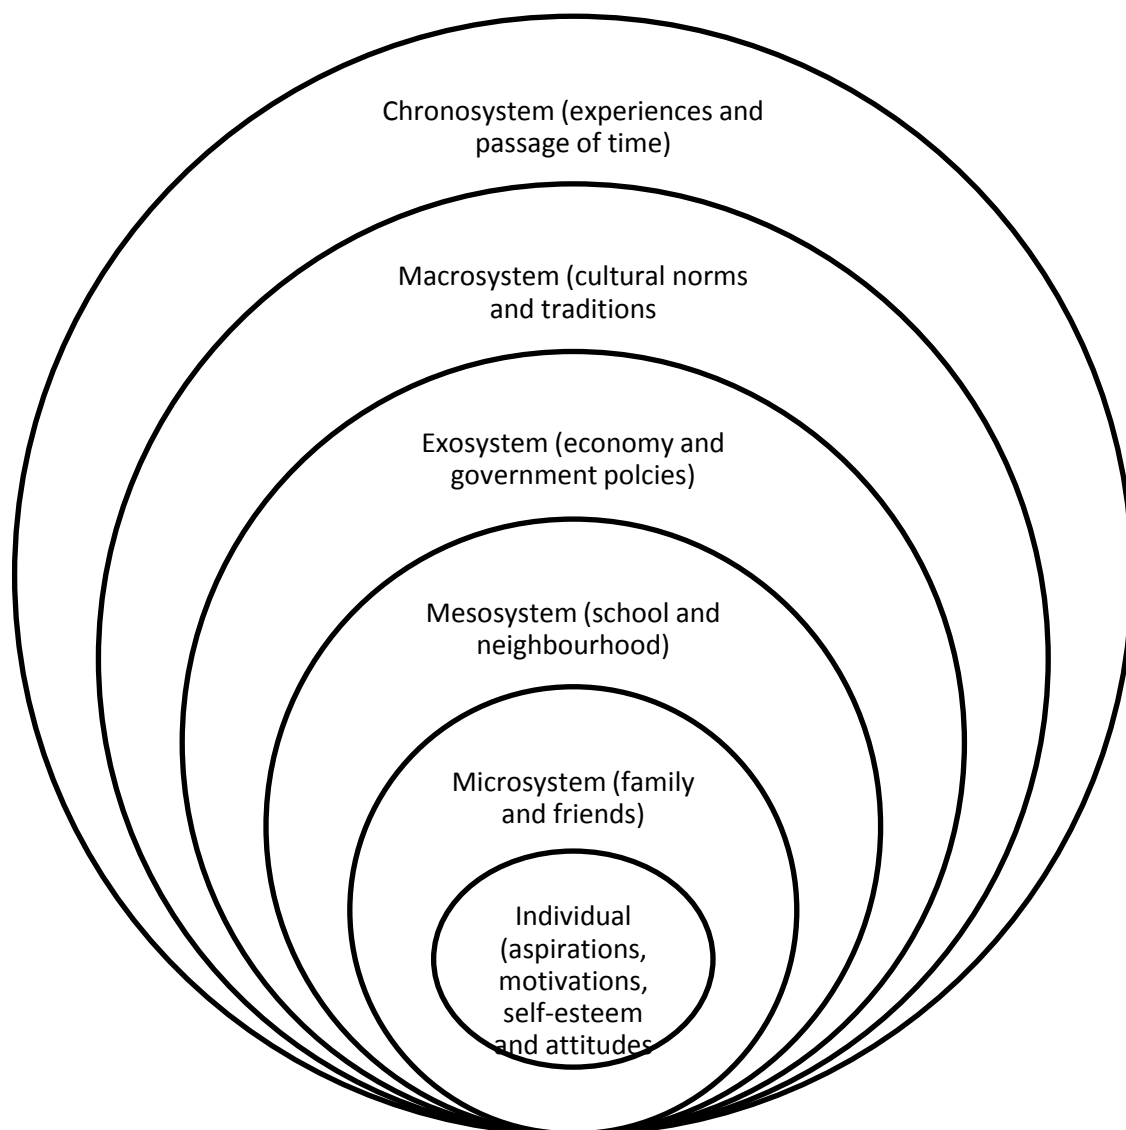 Chronosystem (experiences and
passage of time)
Macrosystem (cultural norms
and traditions
Exosystem (economy and
government polcies)
Mesosystem (school and
neighbourhood)
Microsystem (family
and friends)
Individual
(aspirations,
motivations,
self-esteem
and attitudes